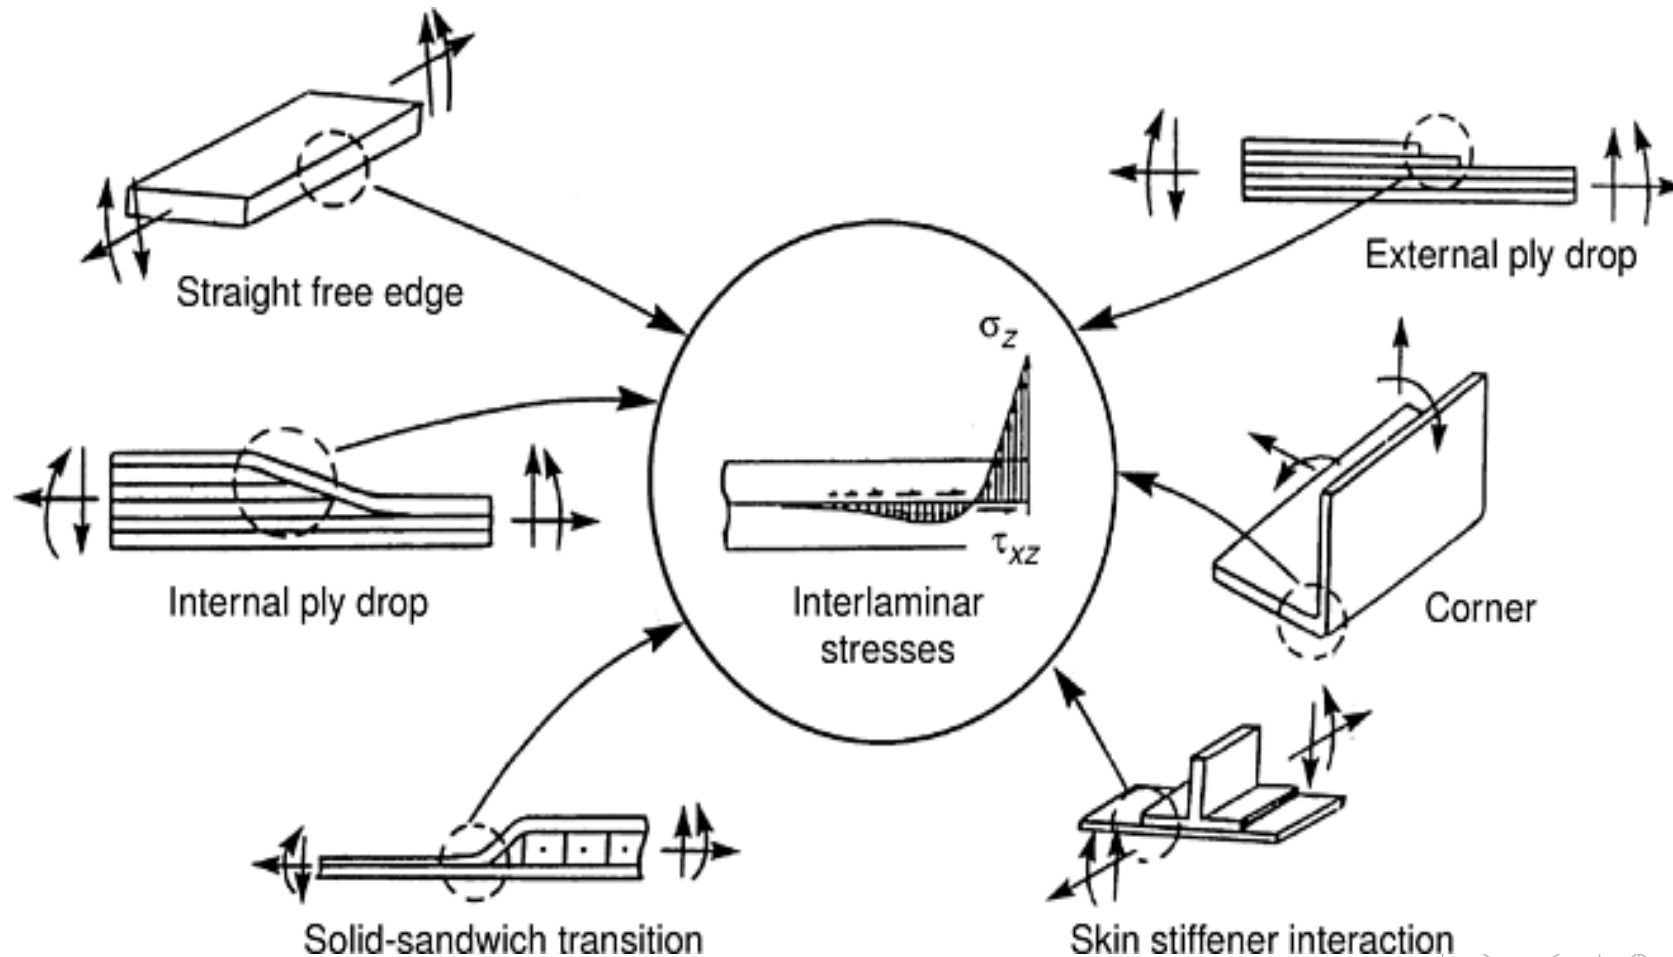 Straight free edge
External ply drop
σz
τxz
Interlaminar
stresses
Internal ply drop
Corner
Solid-sandwich transition
Skin stiffener interaction